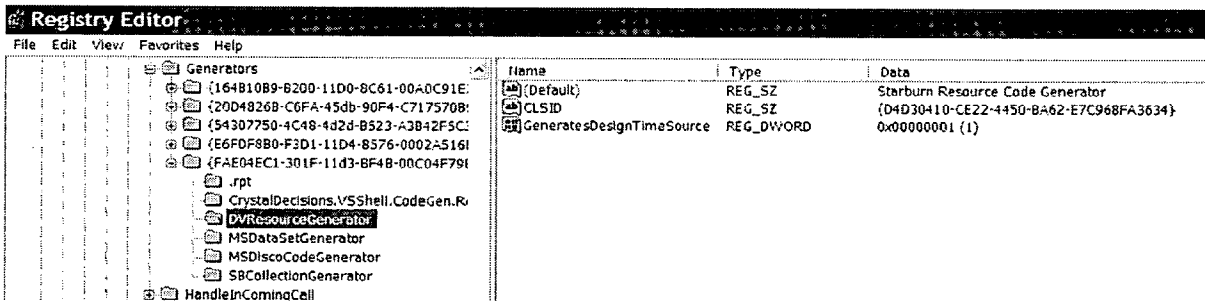 Registry Editor
File Edit View Favorites Help
Generators
{164B10B9-B200-11D0-8C61-00A0C91E
{20D4826B-C6FA-45db-90F4-C717570B
{54307750-4C48-4d2d-B523-A3B42F5C
{E6FDF8B0-F3D1-11D4-8576-0002A516
{FAE04EC1-301F-11d3-BF4B-00C04F79
.rpt
CrystalDecisions.VSShell.CodeGen.R
DVResourceGenerator
MSDataSetGenerator
MSDiscoCodeGenerator
SBCollectionGenerator
HandleInComingCall
Name Type Data
(Default) REG_SZ Starburn Resource Code Generator
CLSID REG_SZ {D4D30410-CE22-4450-BA62-E7C968FA3634}
GeneratesDesignTimeSource REG_DWORD 0x00000001 (1)